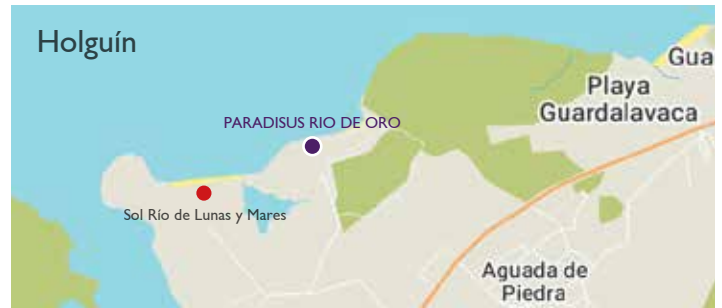 Holguín
Gua
Playa
Guardalavaca
PARADISUS RIO DE ORO
Sol Río de Lunas y Mares
Aguada de
Piedra